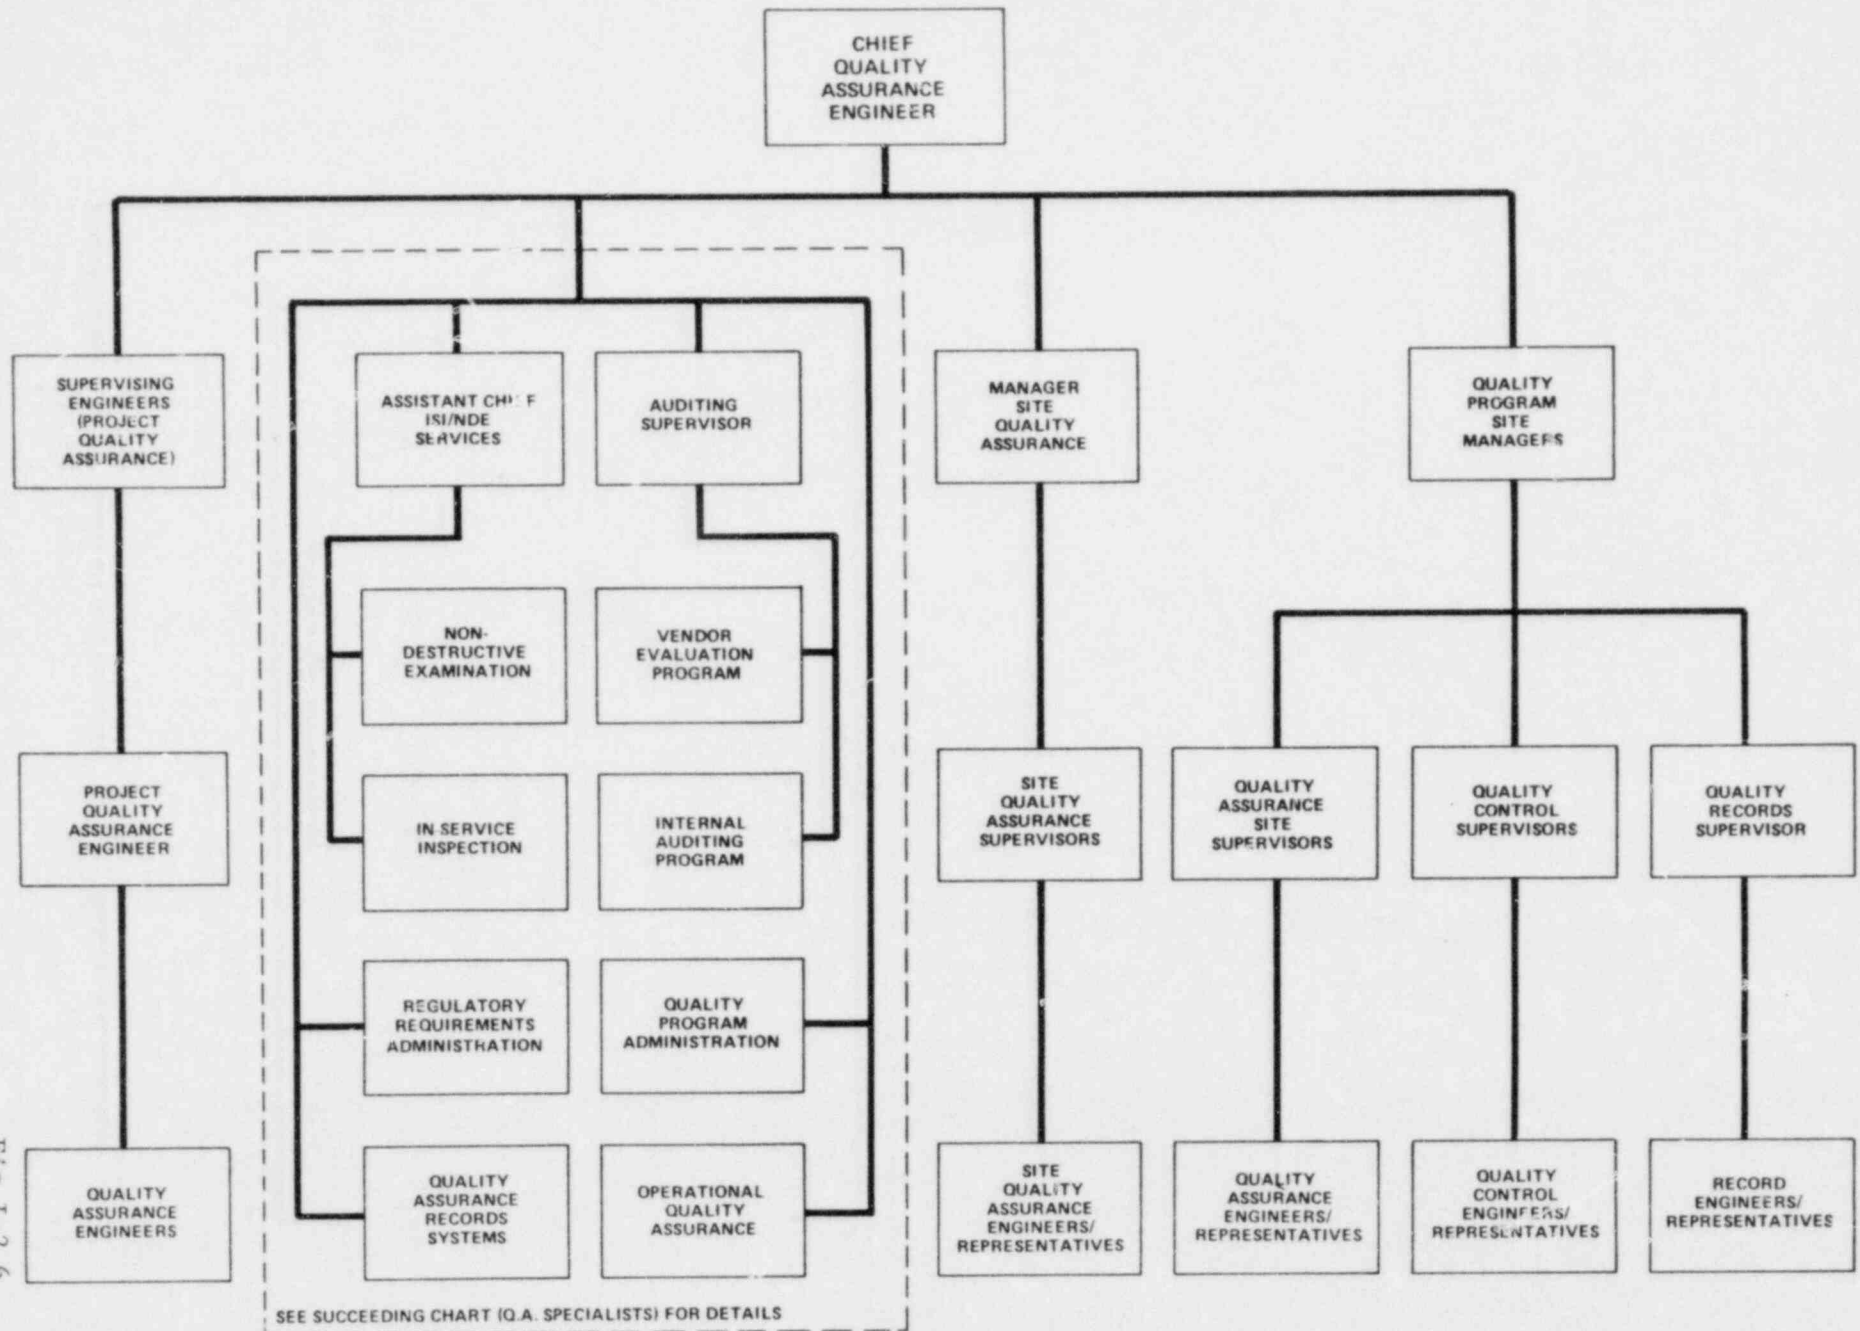 CHIEF
QUALITY
ASSURANCE
ENGINEER
SUPERVISING
ENGINEERS
(PROJECT
QUALITY
ASSURANCE)
ASSISTANT CHIEF
ISI/NDE
SERVICES
AUDITING
SUPERVISOR
MANAGER
SITE
QUALITY
ASSURANCE
QUALITY
PROGRAM
SITE
MANAGERS
NON-
DESTRUCTIVE
EXAMINATION
VENDOR
EVALUATION
PROGRAM
PROJECT
QUALITY
ASSURANCE
ENGINEER
IN SERVICE
INSPECTION
INTERNAL
AUDITING
PROGRAM
SITE
QUALITY
ASSURANCE
SUPERVISORS
QUALITY
ASSURANCE
SITE
SUPERVISORS
QUALITY
CONTROL
SUPERVISORS
QUALITY
RECORDS
SUPERVISOR
REGULATORY
REQUIREMENTS
ADMINISTRATION
QUALITY
PROGRAM
ADMINISTRATION
QUALITY
ASSURANCE
ENGINEERS
QUALITY
ASSURANCE
RECORDS
SYSTEMS
OPERATIONAL
QUALITY
ASSURANCE
SITE
QUALITY
ASSURANCE
ENGINEERS/
REPRESENTATIVES
QUALITY
ASSURANCE
ENGINEERS/
REPRESENTATIVES
QUALITY
CONTROL
ENGINEERS/
REPRESENTATIVES
RECORD
ENGINEERS/
REPRESENTATIVES
SEE SUCCEEDING CHART (Q.A. SPECIALISTS) FOR DETAILS